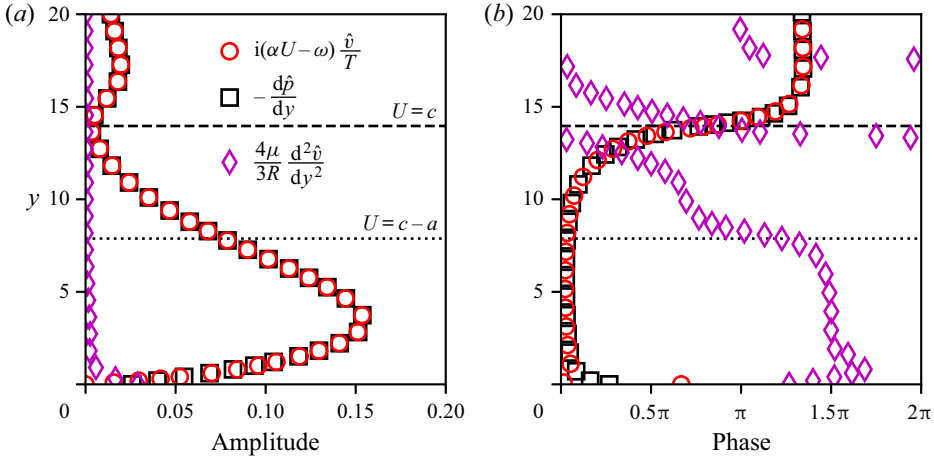 (a)
(b)
20
15
10
5
y
i(αU – ω) v̂/T
– dp̂/dy
4μ/3R d²v̂/dy²
U = c
U = c – a
0 0.05 0.10 0.15 0.20
Amplitude
20
15
10
5
0 0.5π π 1.5π 2π
Phase